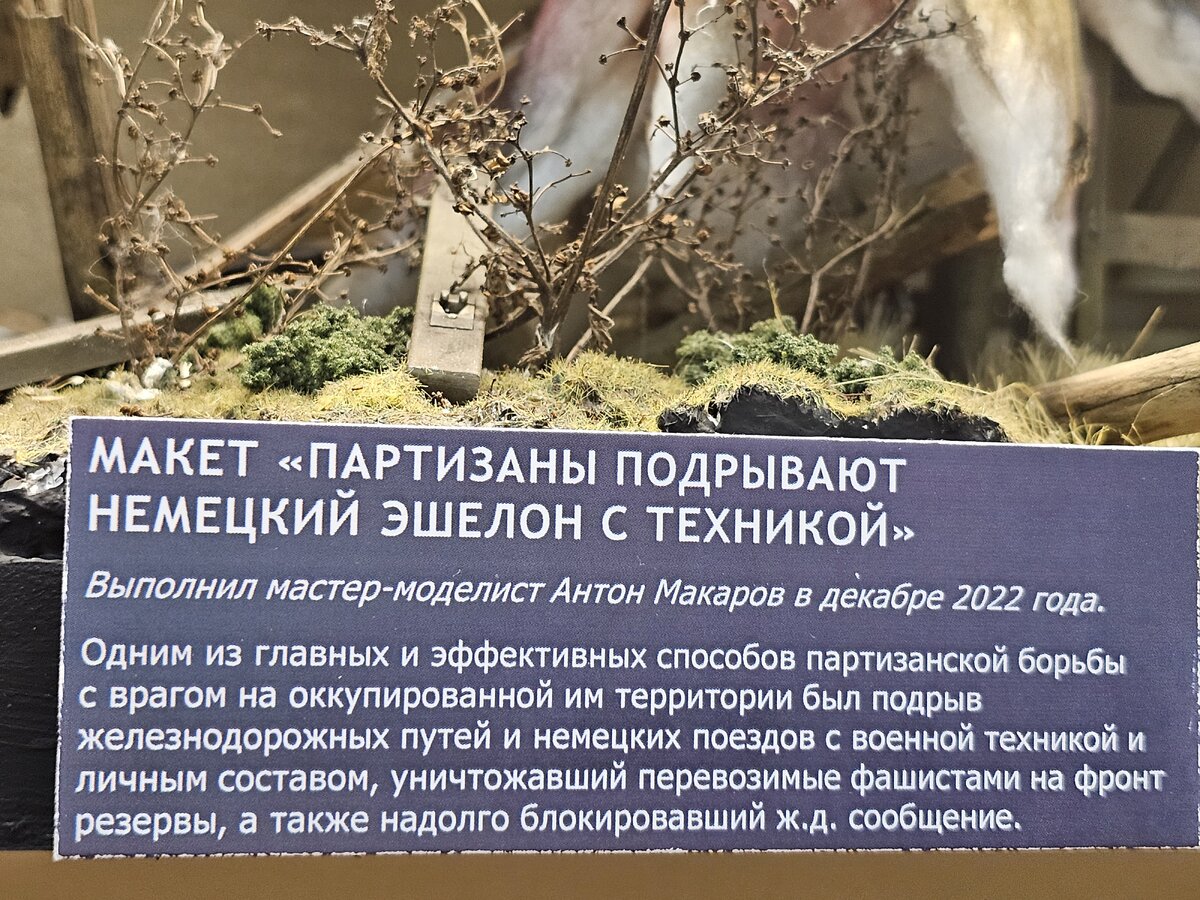 МАКЕТ «ПАРТИЗАНЫ ПОДРЫВАЮТ
НЕМЕЦКИЙ ЭШЕЛОН С ТЕХНИКОЙ»
Выполнил мастер-моделист Антон Макаров в декабре 2022 года.
Одним из главных и эффективных способов партизанской борьбы
с врагом на оккупированной им территории был подрыв
железнодорожных путей и немецких поездов с военной техникой и
личным составом, уничтожавший перевозимые фашистами на фронт
резервы, а также надолго блокировавший ж.д. сообщение.